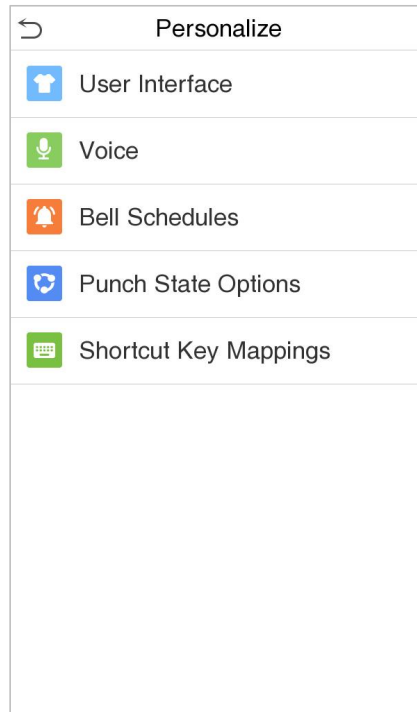 Personalize
User Interface
Voice
Bell Schedules
Punch State Options
Shortcut Key Mappings